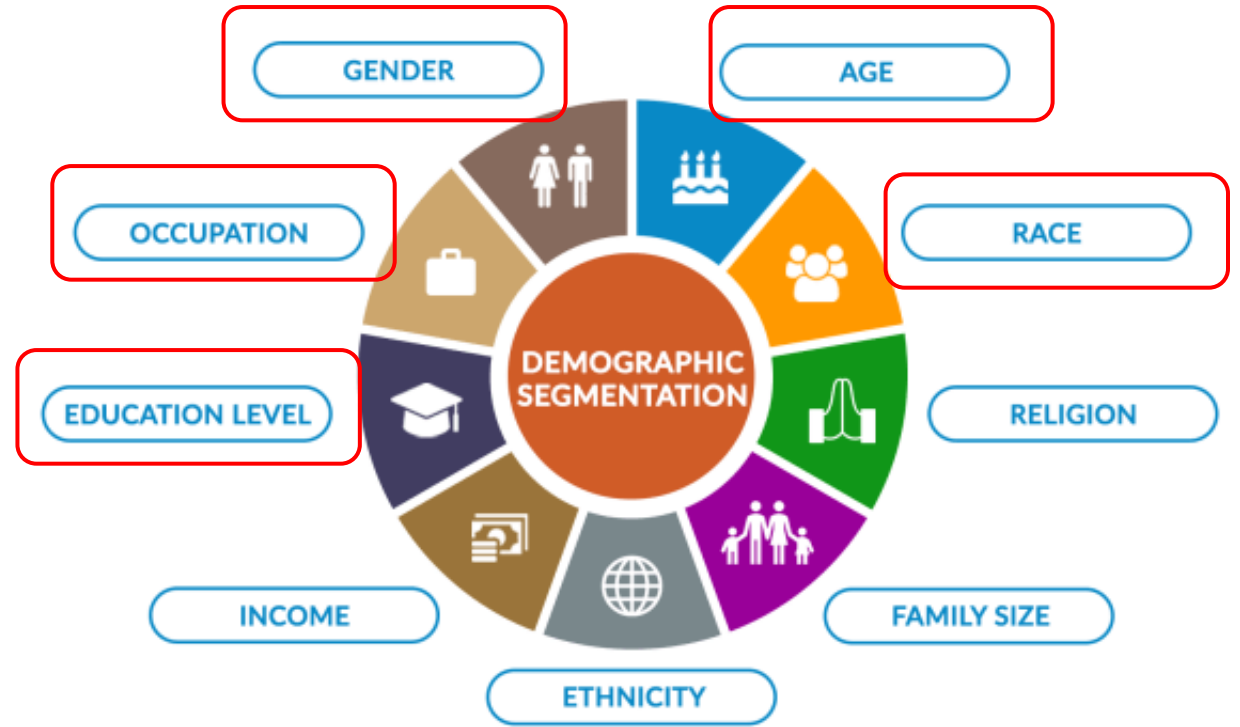 GENDER
AGE
OCCUPATION
RACE
DEMOGRAPHIC
SEGMENTATION
EDUCATION LEVEL
RELIGION
INCOME
FAMILY SIZE
ETHNICITY